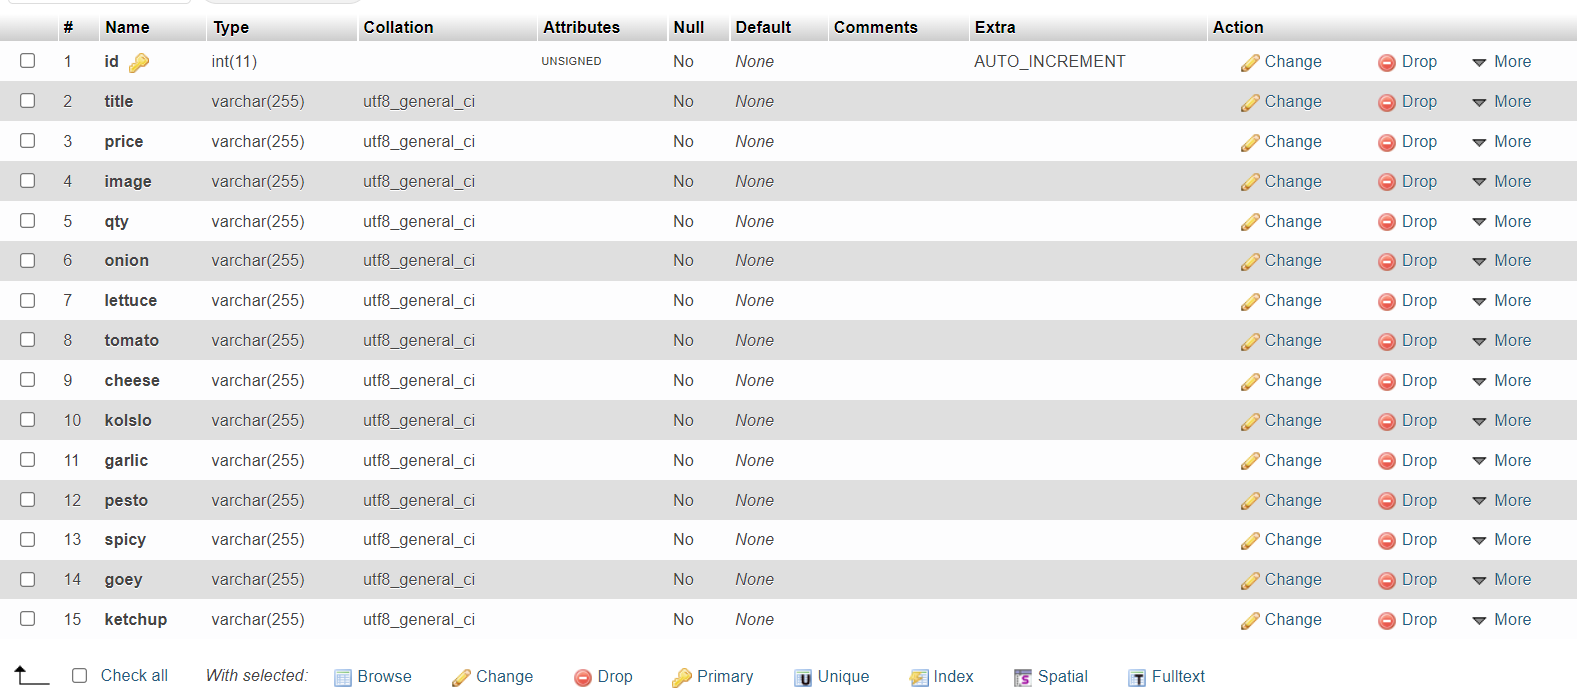 # Name Type Collation Attributes Null Default Comments Extra Action
1 id int(11) UNSIGNED No None AUTO_INCREMENT Change Drop More
2 title varchar(255) utf8_general_ci No None Change Drop More
3 price varchar(255) utf8_general_ci No None Change Drop More
4 image varchar(255) utf8_general_ci No None Change Drop More
5 qty varchar(255) utf8_general_ci No None Change Drop More
6 onion varchar(255) utf8_general_ci No None Change Drop More
7 lettuce varchar(255) utf8_general_ci No None Change Drop More
8 tomato varchar(255) utf8_general_ci No None Change Drop More
9 cheese varchar(255) utf8_general_ci No None Change Drop More
10 kolslo varchar(255) utf8_general_ci No None Change Drop More
11 garlic varchar(255) utf8_general_ci No None Change Drop More
12 pesto varchar(255) utf8_general_ci No None Change Drop More
13 spicy varchar(255) utf8_general_ci No None Change Drop More
14 goey varchar(255) utf8_general_ci No None Change Drop More
15 ketchup varchar(255) utf8_general_ci No None Change Drop More
Check all With selected: Browse Change Drop Primary U Unique Index S Spatial T Fulltext